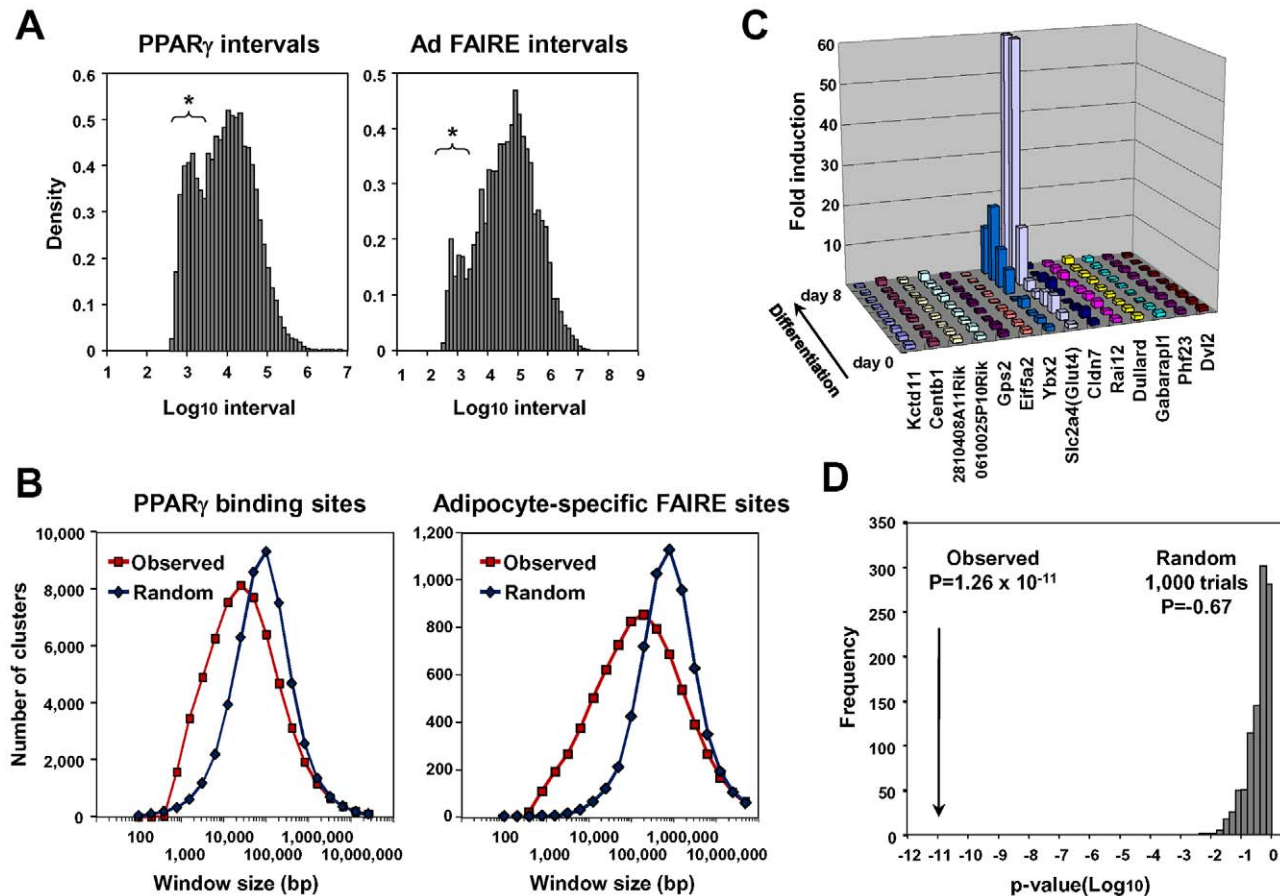 A
PPARγ intervals
Ad FAIRE intervals
0.6
0.5
0.4
0.3
0.2
0.1
0
Density
*
1 2 3 4 5 6 7
Log10 interval
0.5
0.4
0.3
0.2
0.1
0
*
1 2 3 4 5 6 7 8 9
Log10 interval
C
60
50
40
30
20
10
Fold induction
day 8
Differentiation
day 0
Kctd11
Centb1
2810408A11Rik
0610025P10Rik
Gps2
Eif5a2
Ybx2
Slc2a4(Glut4)
Cldn7
Rai12
Dullard
Gabarapl1
Phf23
Dvl2
B
PPARγ binding sites
Adipocyte-specific FAIRE sites
10,000
8,000
6,000
4,000
2,000
0
Number of clusters
Observed
Random
100 10,000 1,000,000
1,000 100,000 10,000,000
Window size (bp)
1,200
1,000
800
600
400
200
0
Observed
Random
100 10,000 1,000,000
1,000 100,000 10,000,000
Window size (bp)
D
350
300
250
200
150
100
50
0
Frequency
Observed
P=1.26 x 10-11
Random
1,000 trials
P=-0.67
-12 -11 -10 -9 -8 -7 -6 -5 -4 -3 -2 -1 0
p-value(Log10)